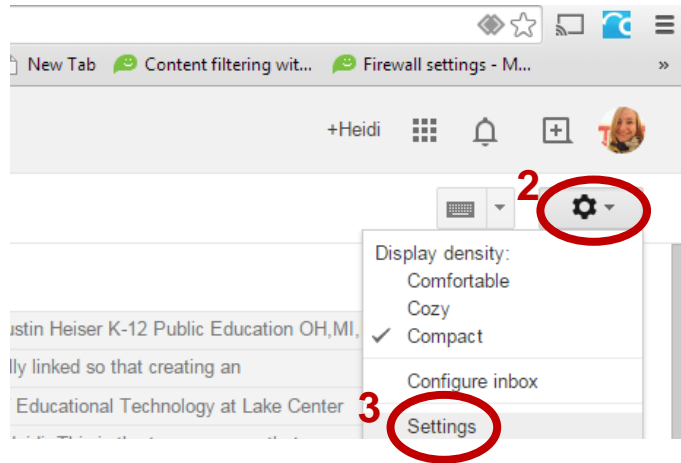 New Tab Content filtering wit... Firewall settings - M... »
+Heidi
2
Display density:
Comfortable
Cozy
Compact
Configure inbox
3
Settings
ustin Heiser K-12 Public Education OH,MI,
lly linked so that creating an
Educational Technology at Lake Center